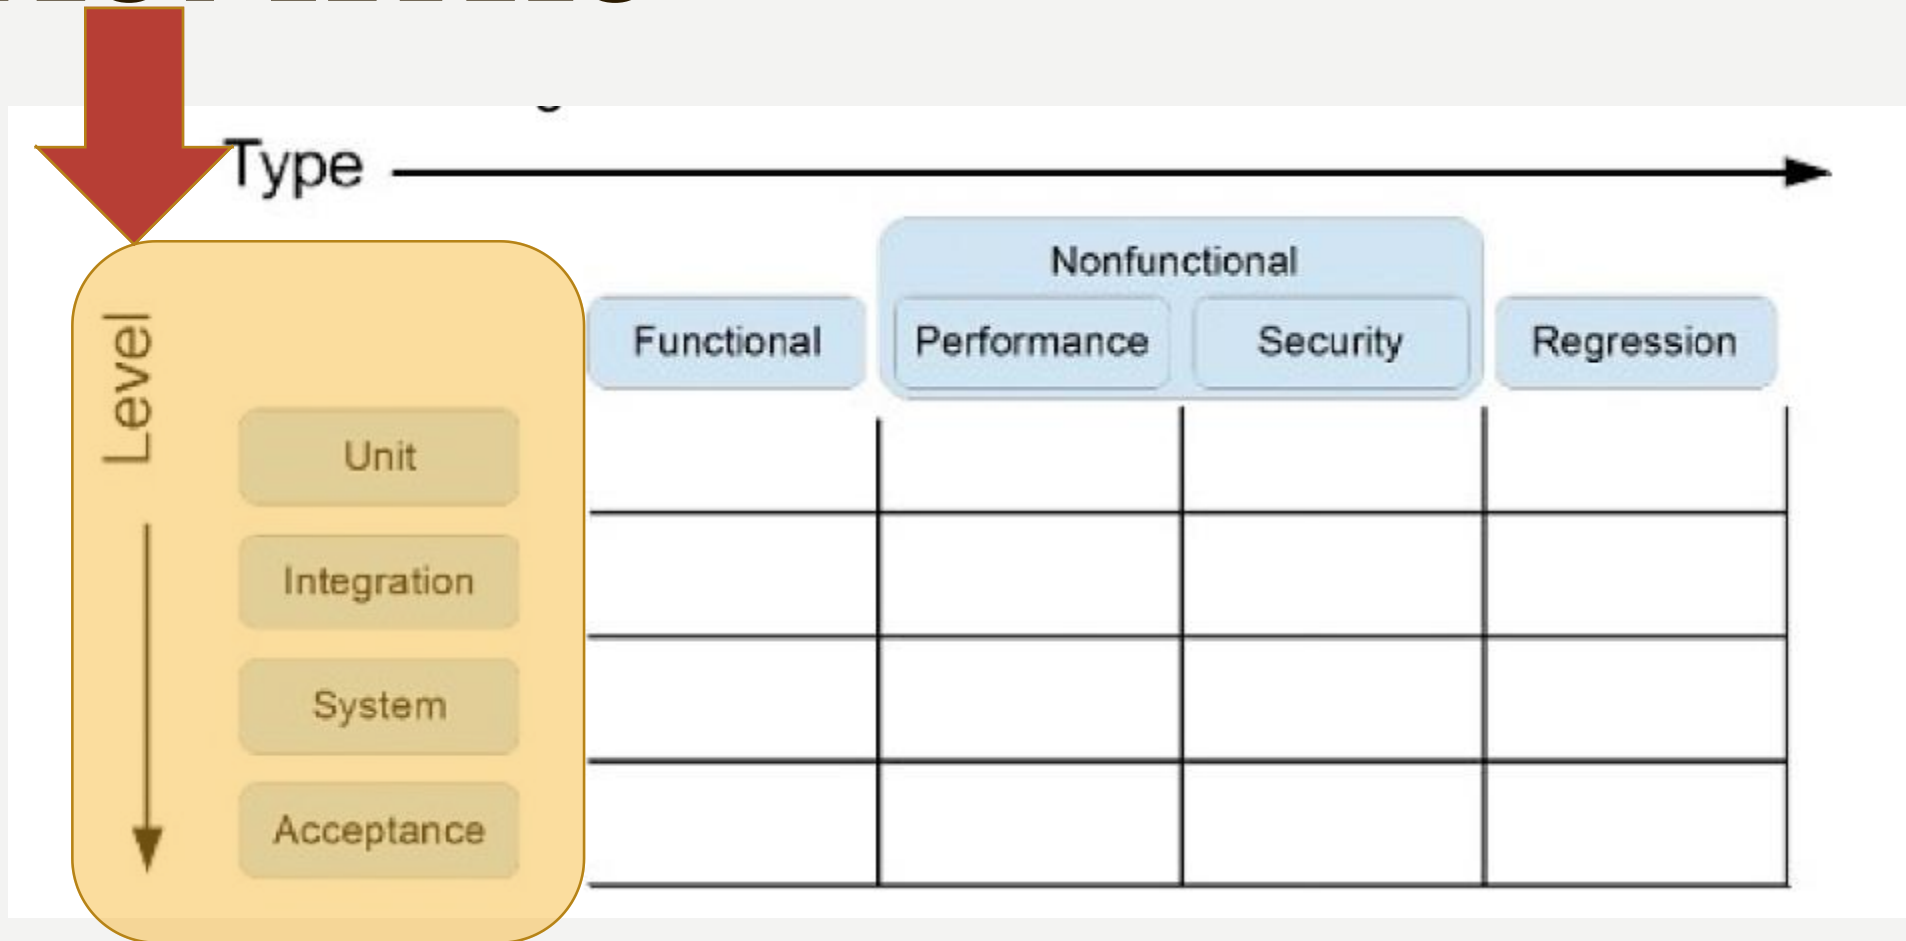 Type
Nonfunctional
Functional
Performance
Security
Regression
Level
Unit
Integration
System
Acceptance